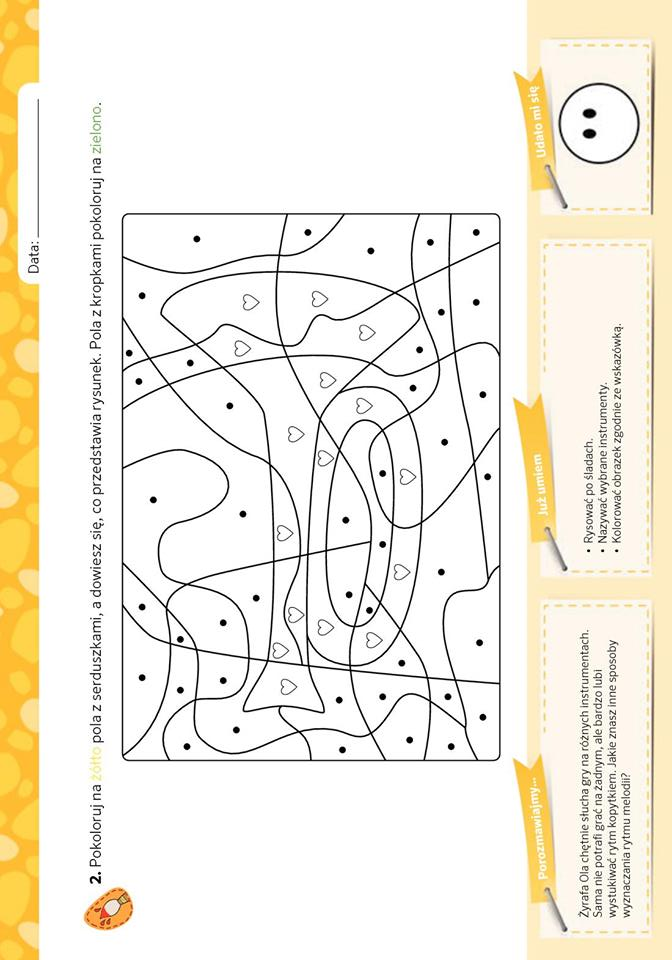 Data:
2. Pokoloruj na żółto pola z serduszkami, a dowiesz się, co przedstawia rysunek. Pola z kropkami pokoloruj na zielono.
Porozmawiajmy...
Żyrafa Ola chętnie słucha gry na różnych instrumentach.
Sama nie potrafi grać na żadnym, ale bardzo lubi
wystukiwać rytm kopytkiem. Jakie znasz inne sposoby
wyznaczania rytmu melodii?
Już umiem
• Rysować po śladach.
• Nazywać wybrane instrumenty.
• Kolorować obrazek zgodnie ze wskazówką.
Udało mi się